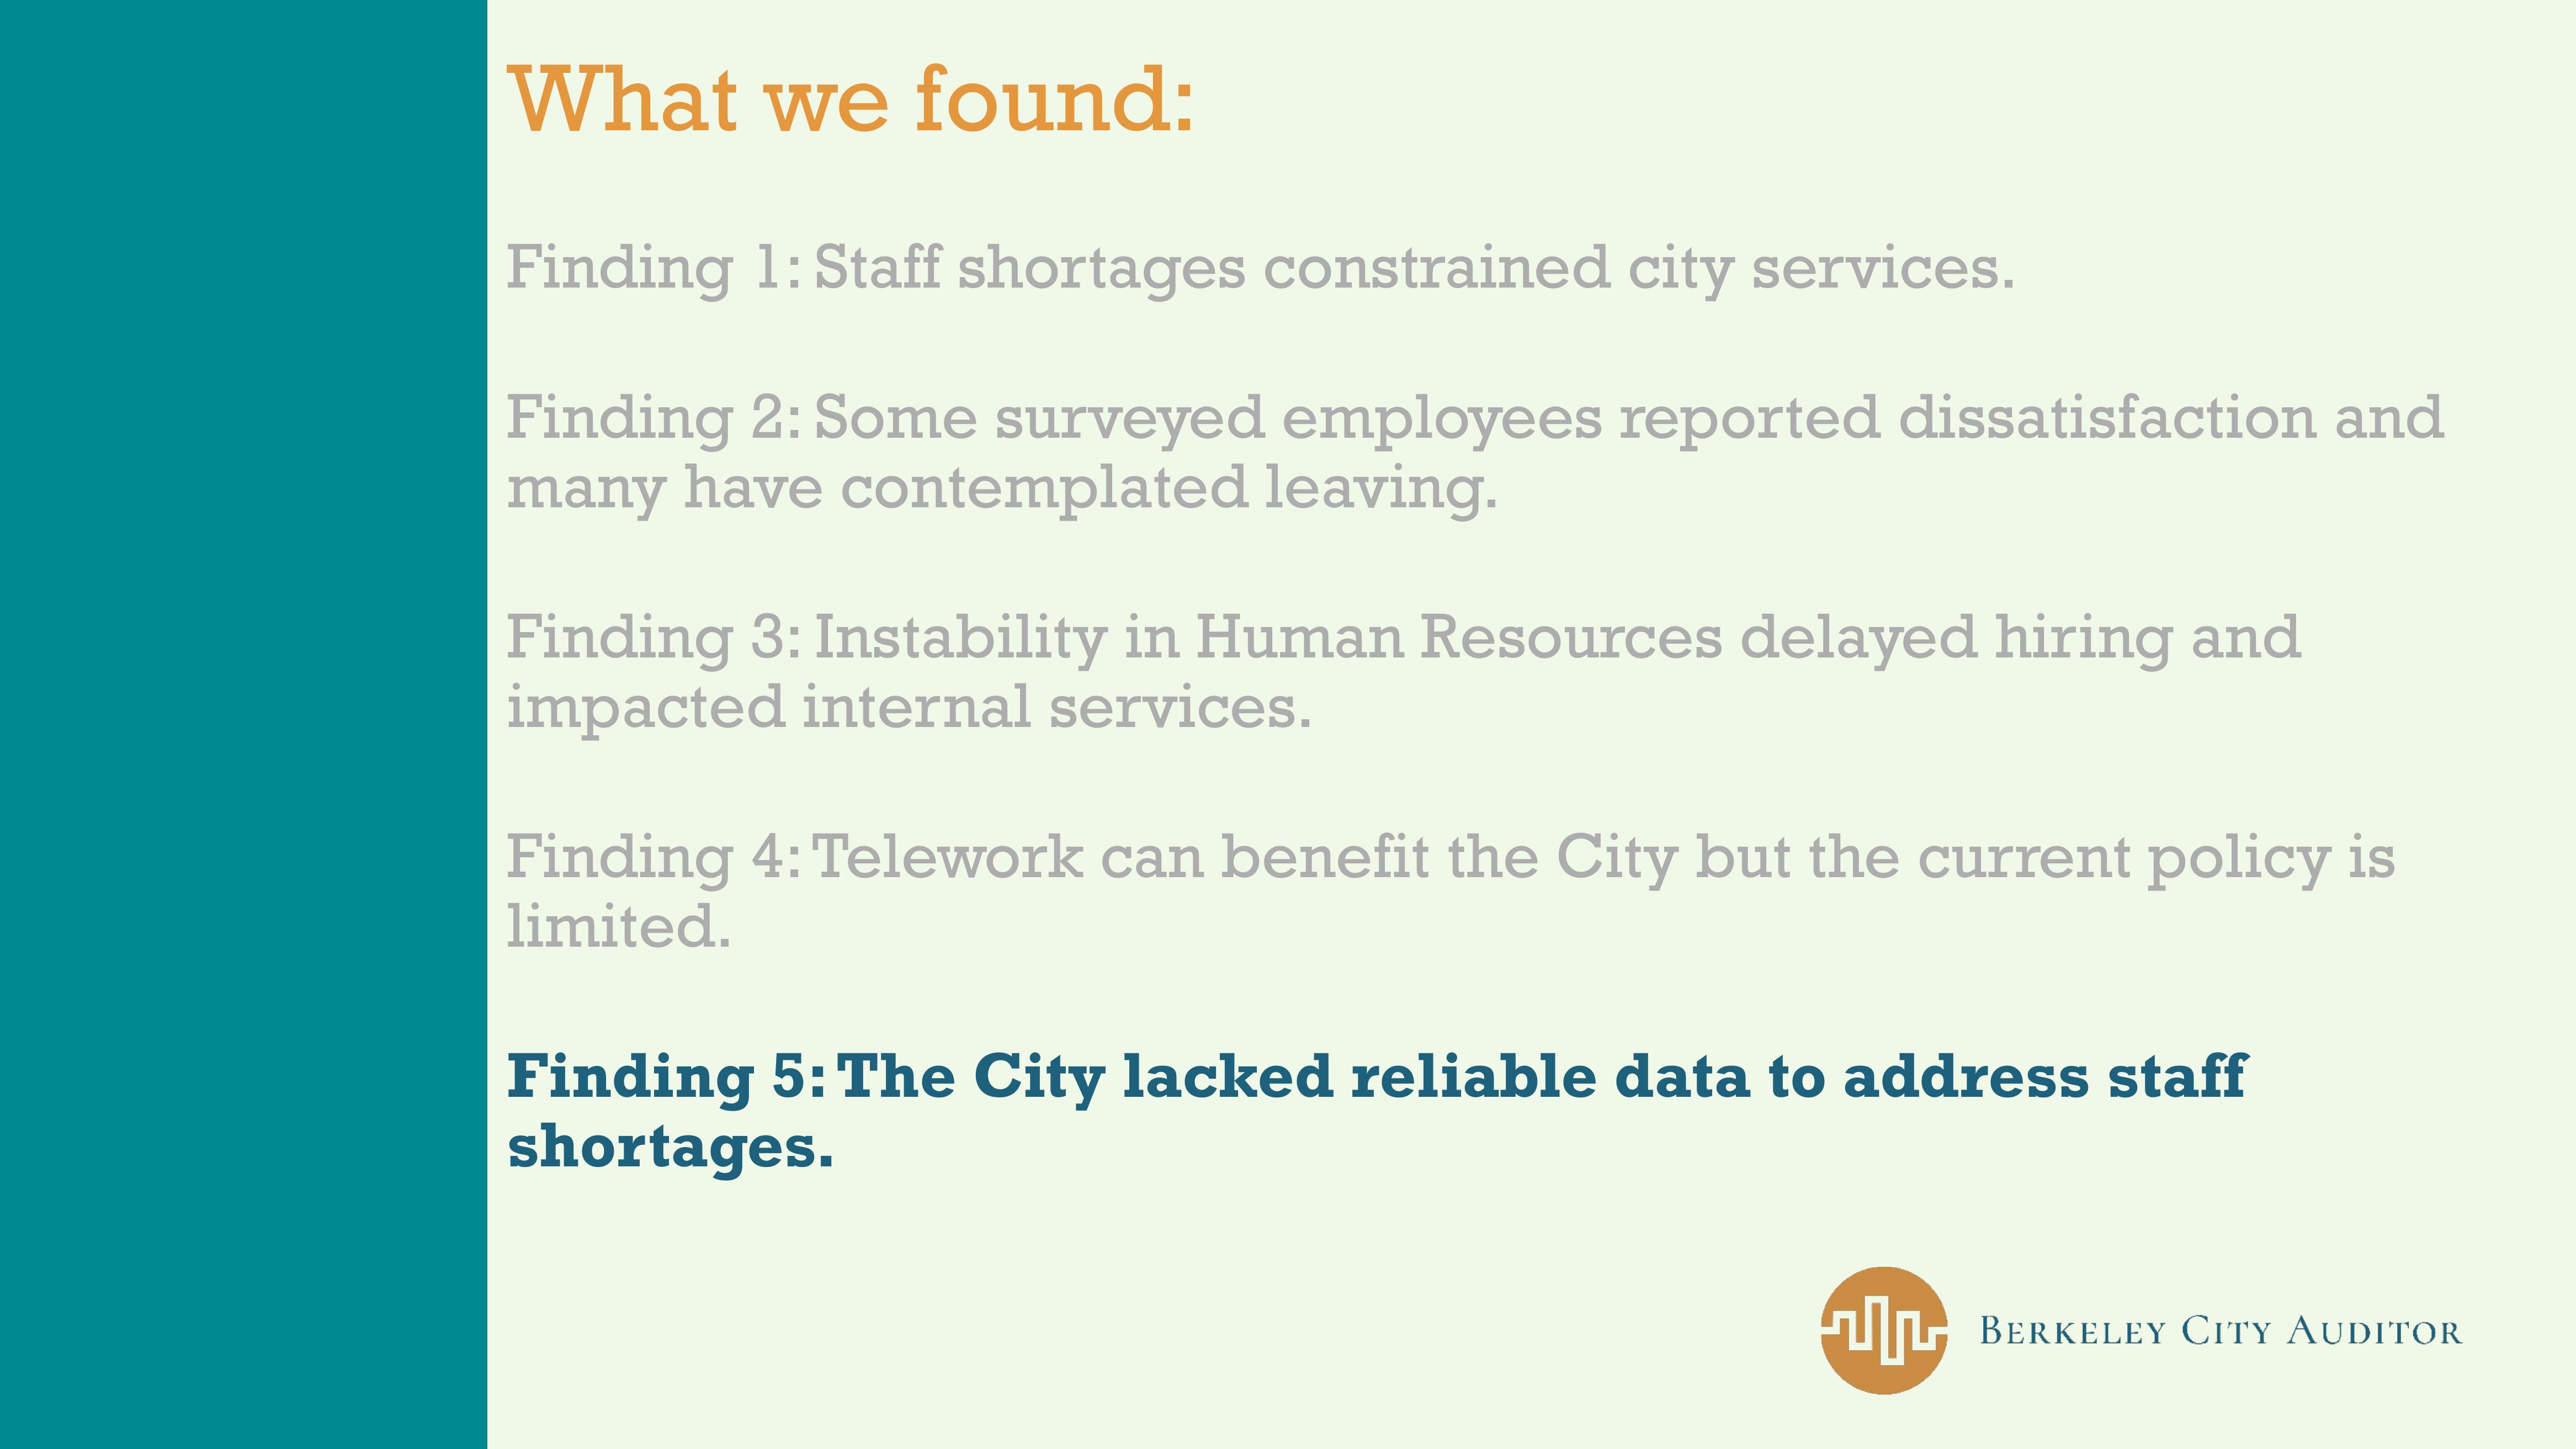 What we found:
Finding 1: Staff shortages constrained city services.
Finding 2: Some surveyed employees reported dissatisfaction and
many have contemplated leaving.
Finding 3: Instability in Human Resources delayed hiring and
impacted internal services.
Finding 4: Telework can benefit the City but the current policy is
limited.
Finding 5: The City lacked reliable data to address staff
shortages.
BERKELEY CITY AUDITOR